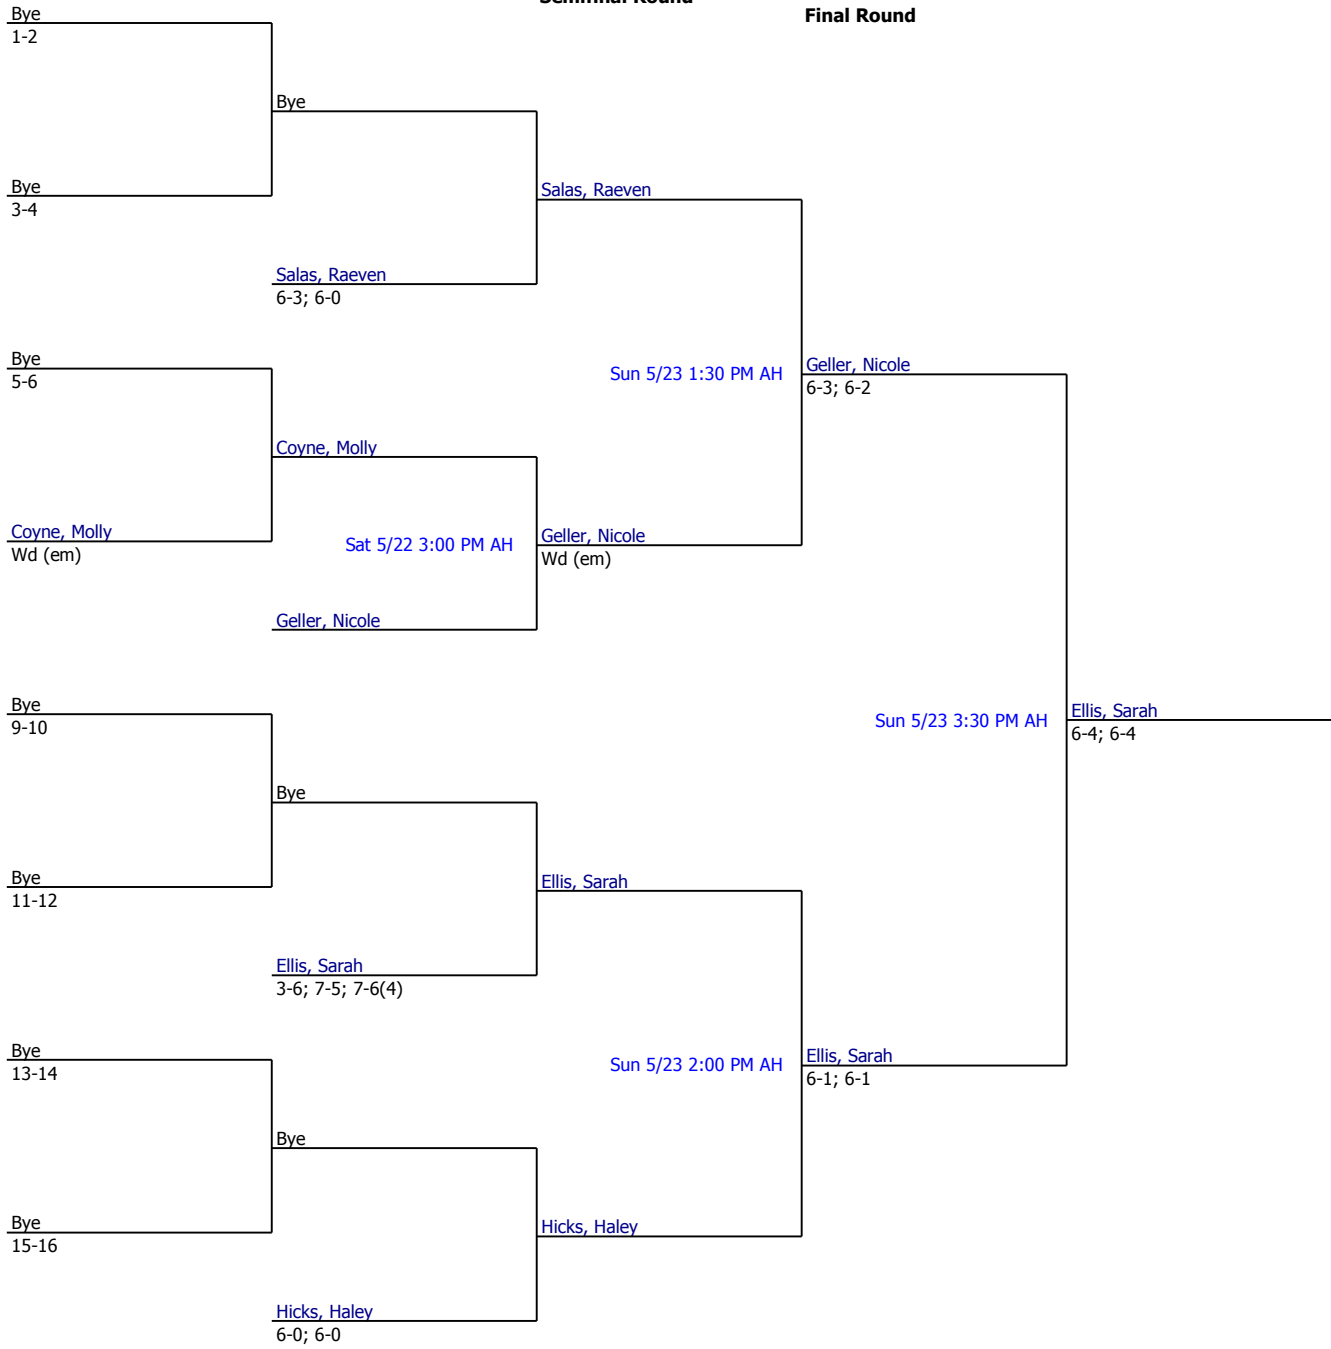 Semifinal Round
Final Round
Bye
1-2
Bye
Bye
3-4
Salas, Raeven
Salas, Raeven
6-3; 6-0
Bye
5-6
Sun 5/23 1:30 PM AH
Geller, Nicole
6-3; 6-2
Coyne, Molly
Coyne, Molly
Wd (em)
Sat 5/22 3:00 PM AH
Geller, Nicole
Wd (em)
Geller, Nicole
Bye
9-10
Sun 5/23 3:30 PM AH
Ellis, Sarah
6-4; 6-4
Bye
Bye
11-12
Ellis, Sarah
Ellis, Sarah
3-6; 7-5; 7-6(4)
Bye
13-14
Sun 5/23 2:00 PM AH
Ellis, Sarah
6-1; 6-1
Bye
Bye
15-16
Hicks, Haley
Hicks, Haley
6-0; 6-0